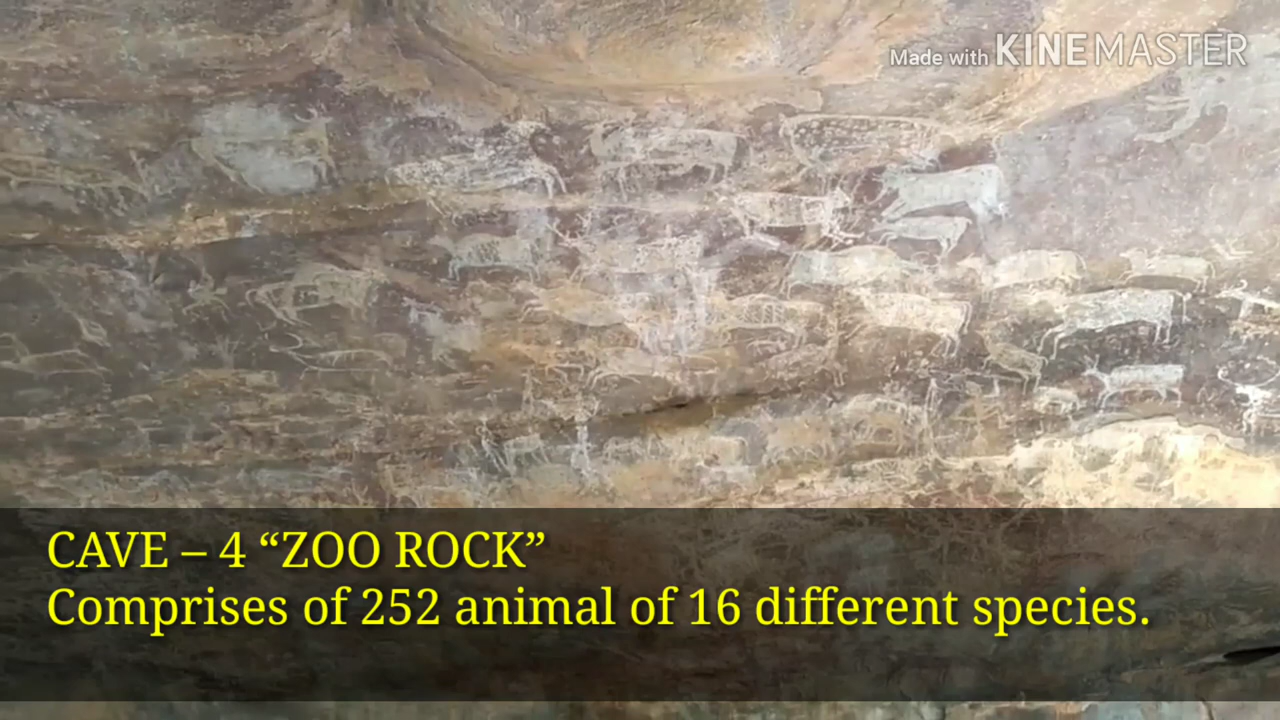 Made with KINEMASTER
CAVE – 4 “ZOO ROCK”
Comprises of 252 animal of 16 different species.